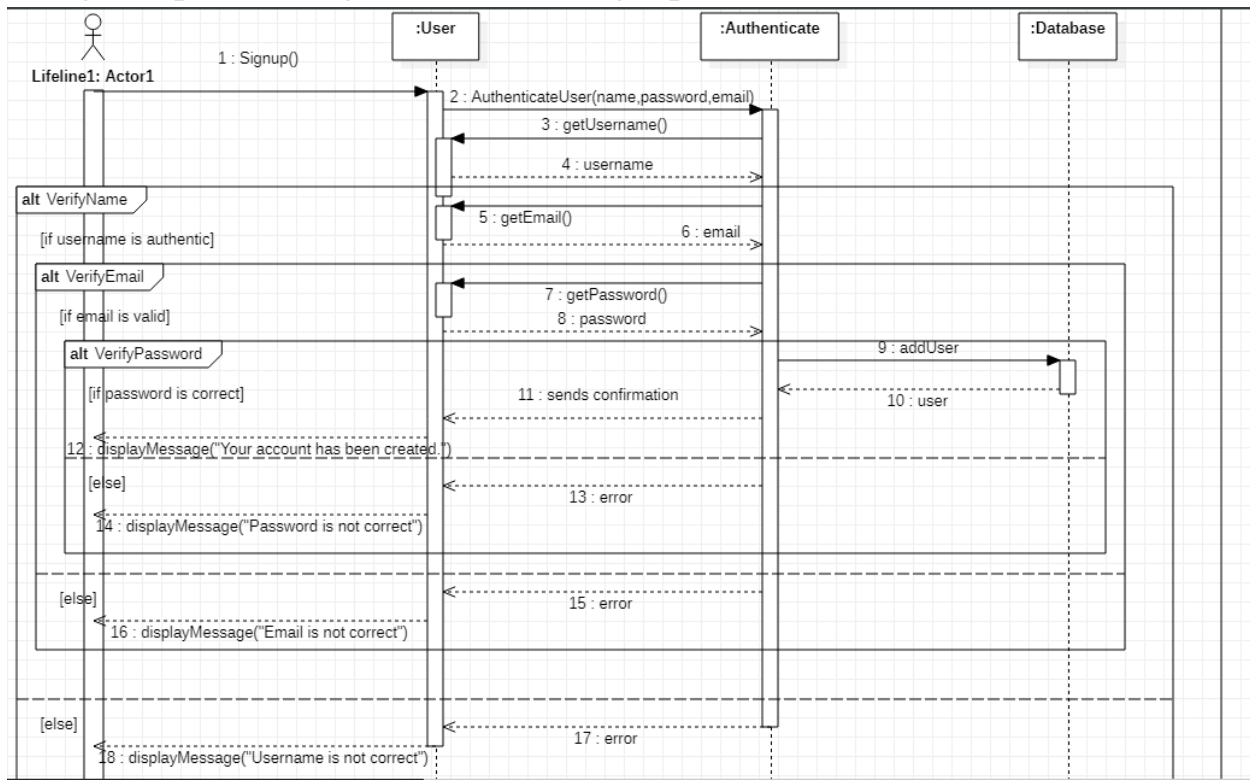 :User
:Authenticate
:Database
1 : Signup()
Lifeline1: Actor1
2 : AuthenticateUser(name,password,email)
3 : getUsername()
4 : username
alt VerifyName
5 : getEmail()
6 : email
[if username is authentic]
alt VerifyEmail
7 : getPassword()
[if email is valid]
8 : password
alt VerifyPassword
9 : addUser
[if password is correct]
11 : sends confirmation
10 : user
12 : displayMessage("Your account has been created.")
[else]
13 : error
14 : displayMessage("Password is not correct")
[else]
15 : error
16 : displayMessage("Email is not correct")
[else]
17 : error
18 : displayMessage("Username is not correct")